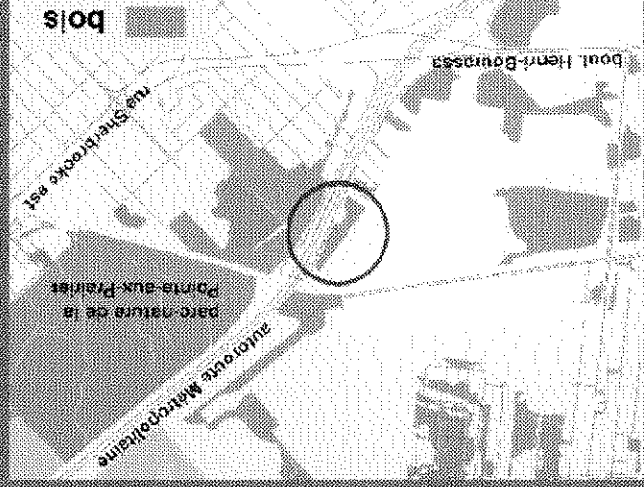 autoroute Métropolitaine
parc-nature de la
Pointe-aux-Prairies
rue Sherbrooke est
boul. Henri-Bourassa
bois